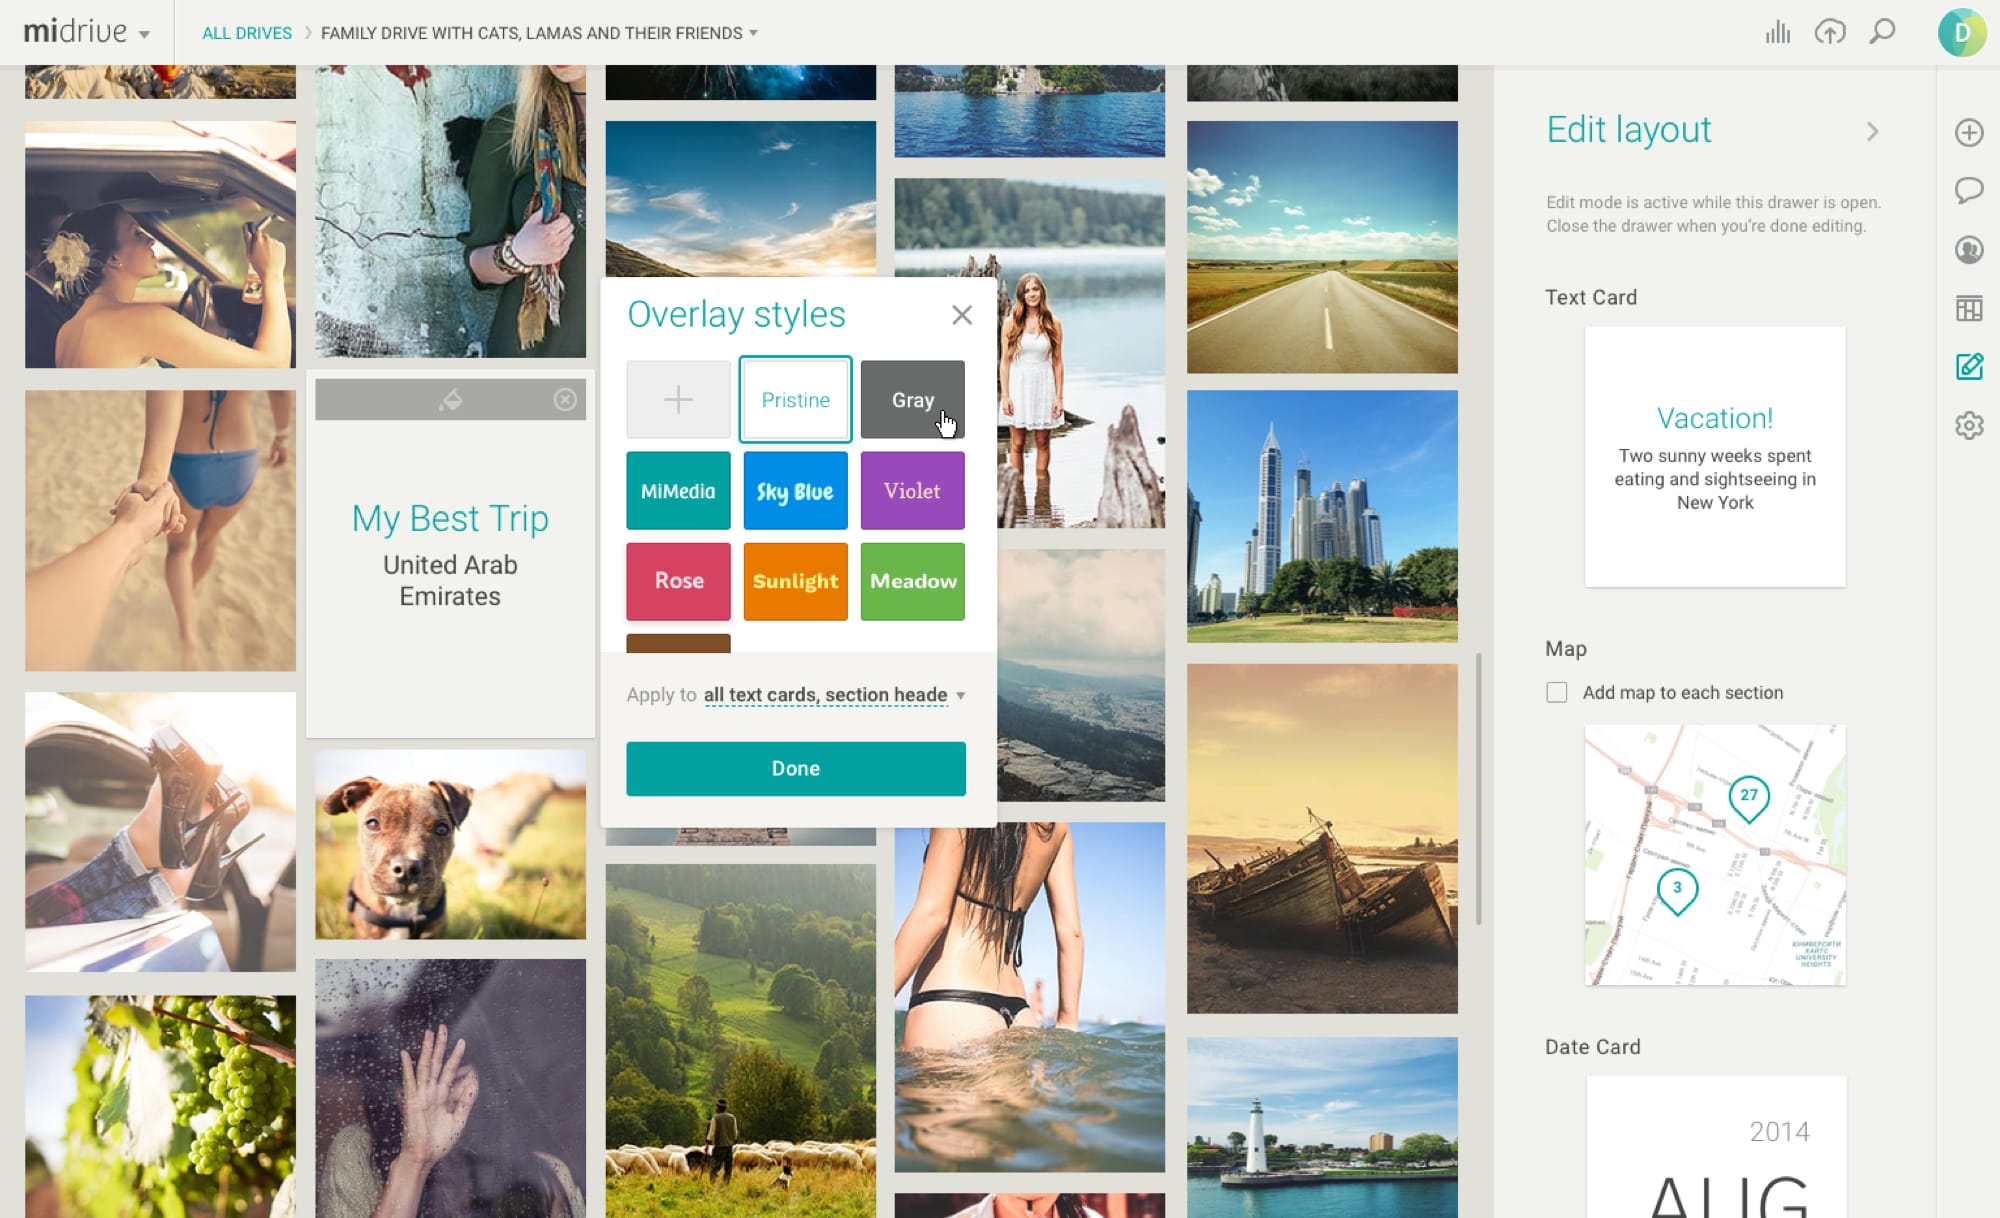 midrive
ALL DRIVES
FAMILY DRIVE WITH CATS, LAMAS AND THEIR FRIENDS
D
Edit layout
Edit mode is active while this drawer is open.
Close the drawer when you're done editing.
Text Card
Vacation!
Two sunny weeks spent
eating and sightseeing in
New York
Map
Add map to each section
27
3
ЮНИВЕРСИТИ
ХАЙТС
UNIVERSITY
HEIGHTS
Date Card
2014
AUG
My Best Trip
United Arab
Emirates
Overlay styles
Pristine
Gray
MiMedia
Sky Blue
Violet
Rose
Sunlight
Meadow
Apply to all text cards, section heade
Done